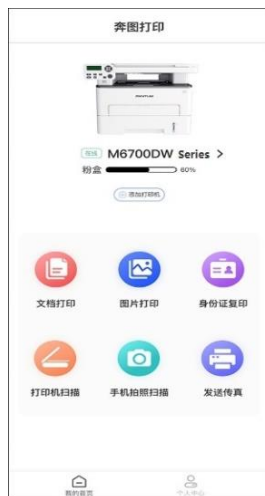 奔图打印
PANTUM
在线 M6700DW Series >
粉盒 60%
添加打印机
文档打印 图片打印 身份证复印
打印机扫描 手机拍照扫描 发送传真
我的首页 个人中心